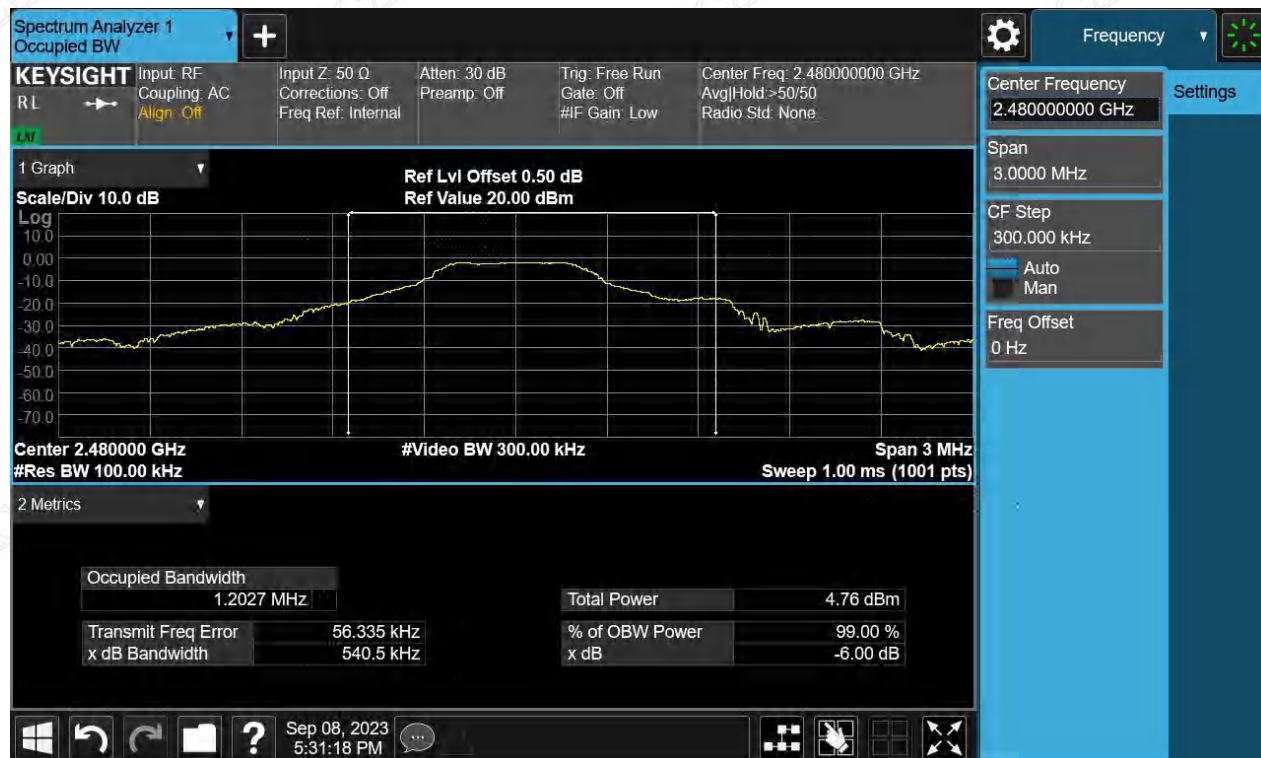 Spectrum Analyzer 1
Occupied BW
Frequency
KEYSIGHT
R L
Input: RF
Coupling: AC
Align: Off
Input Z: 50 Ω
Corrections: Off
Freq Ref: Internal
Atten: 30 dB
Preamp: Off
Trig: Free Run
Gate: Off
#IF Gain: Low
Center Freq: 2.480000000 GHz
Avg|Hold:>50/50
Radio Std: None
Center Frequency
2.480000000 GHz
Settings
Span
3.0000 MHz
CF Step
300.000 kHz
Auto
Man
Freq Offset
0 Hz
1 Graph
Scale/Div 10.0 dB
Ref Lvl Offset 0.50 dB
Ref Value 20.00 dBm
Log
10.0
0.00
-10.0
-20.0
-30.0
-40.0
-50.0
-60.0
-70.0
Center 2.480000 GHz
#Video BW 300.00 kHz
Span 3 MHz
#Res BW 100.00 kHz
Sweep 1.00 ms (1001 pts)
2 Metrics
Occupied Bandwidth
1.2027 MHz
Total Power 4.76 dBm
Transmit Freq Error 56.335 kHz
% of OBW Power 99.00 %
x dB Bandwidth 540.5 kHz
x dB -6.00 dB
Sep 08, 2023
5:31:18 PM